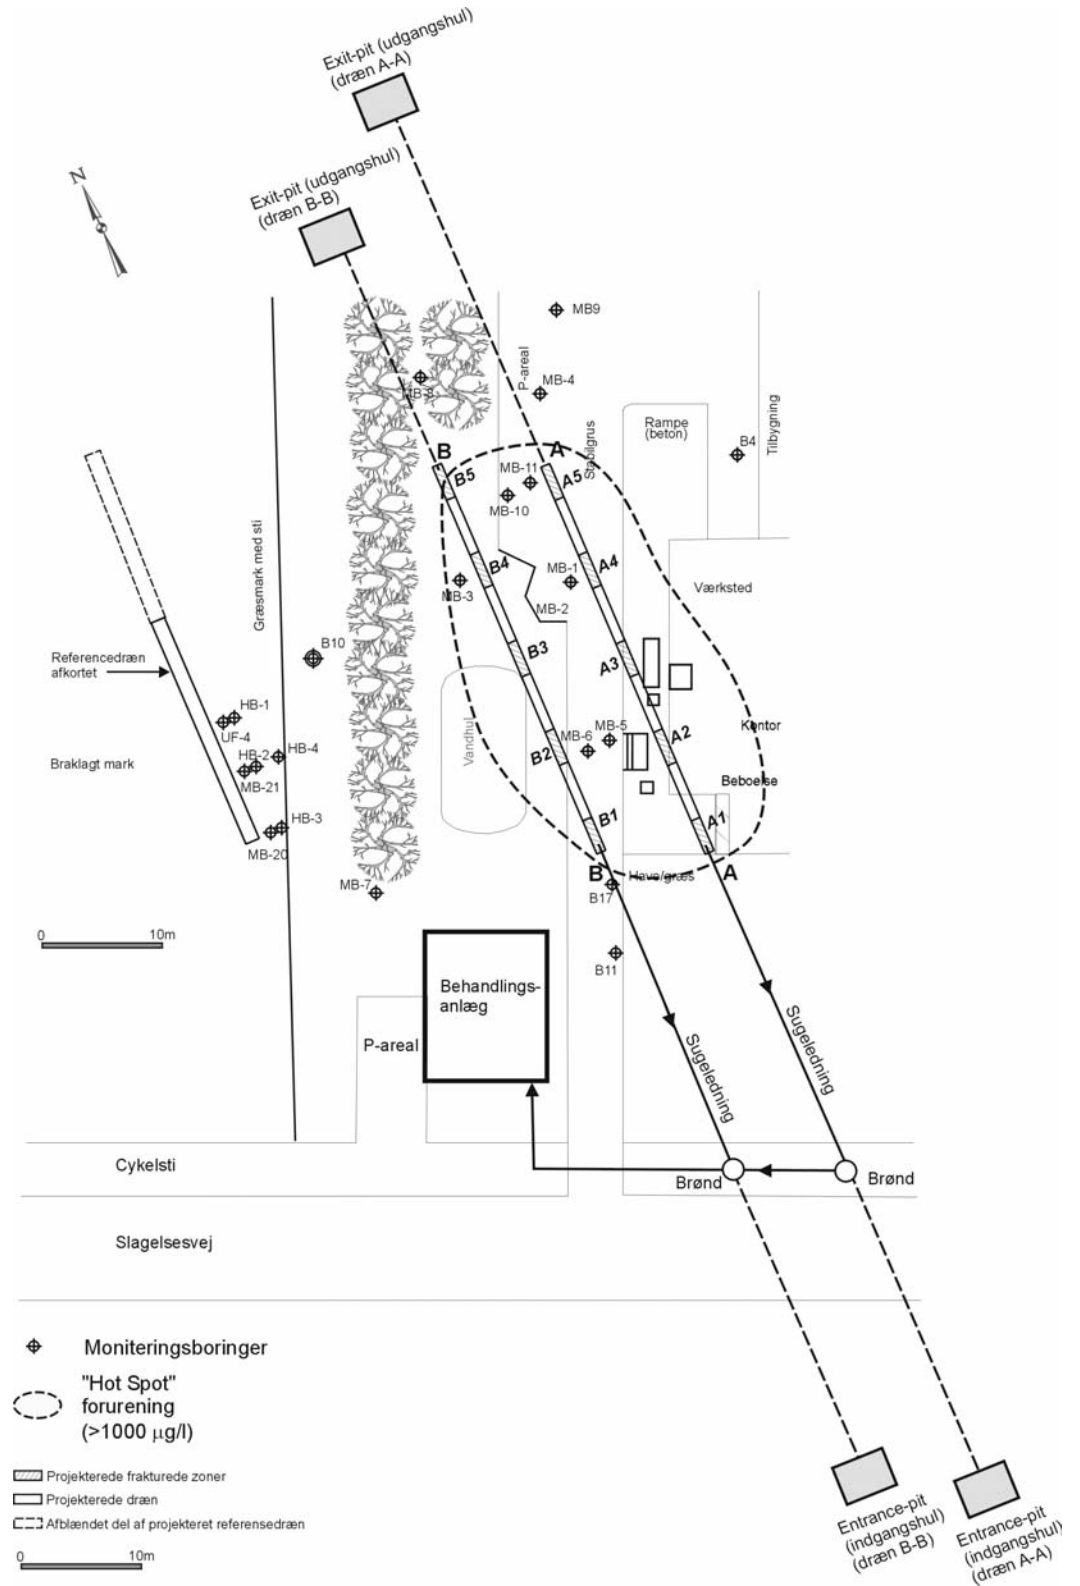 Exit-pit (udgangshul)
(dræn A-A)
Exit-pit (udgangshul)
(dræn B-B)
N
MB9
P-areal
MB-4
MB-8
Rampe
(beton)
Tilbygning
B4
Stabilgrus
B
A
MB-11
B5
A5
MB-10
Græsmark med sti
B4
A4
MB-1
MB-3
MB-2
Værksted
B10
B3
A3
Referencedræn
afkortet
HB-1
UF-4
HB-4
HB-2
MB-21
Vandhul
MB-5
MB-6
B2
A2
Kontor
Braklagt mark
Beboelse
HB-3
MB-20
B1
A1
B
A
Have/græs
MB-7
B17
0 10m
B11
Behandlings-
anlæg
P-areal
Sugeledning
Sugeledning
Cykelsti
Brønd
Brønd
Slagelsesvej
Moniteringsboringer
"Hot Spot"
forurening
(>1000 µg/l)
Projekterede frakturede zoner
Projekterede dræn
Afblændet del af projekteret referensedræn
0 10m
Entrance-pit
(indgangshul)
(dræn B-B)
Entrance-pit
(indgangshul)
(dræn A-A)